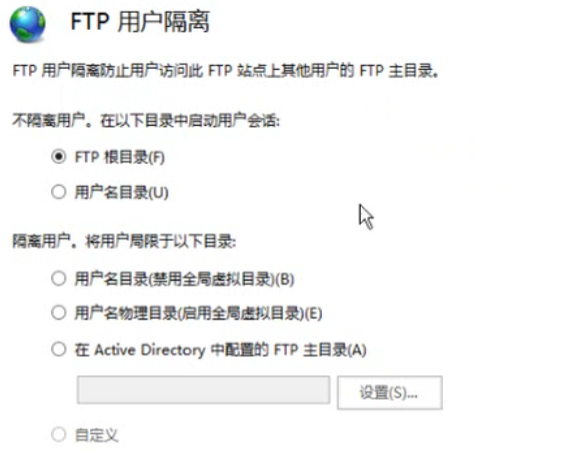 FTP 用户隔离
FTP 用户隔离防止用户访问此 FTP 站点上其他用户的 FTP 主目录。
不隔离用户。在以下目录中启动用户会话:
FTP 根目录(F)
用户名目录(U)
隔离用户。将用户局限于以下目录:
用户名目录(禁用全局虚拟目录)(B)
用户名物理目录(启用全局虚拟目录)(E)
在 Active Directory 中配置的 FTP 主目录(A)
设置(S)...
自定义